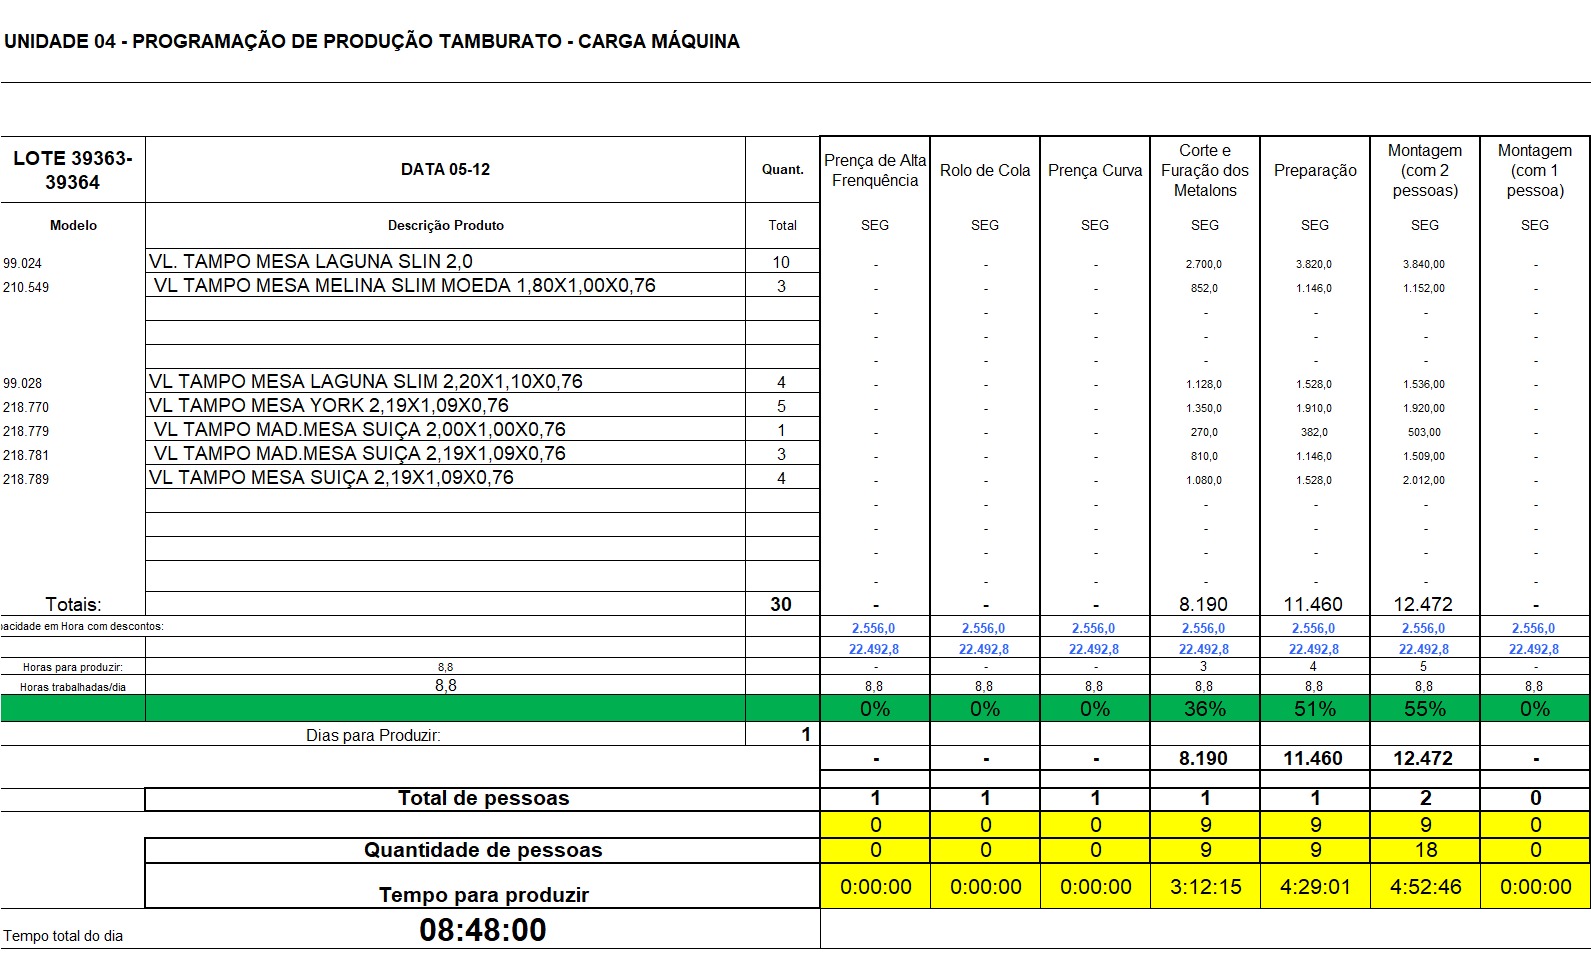 UNIDADE 04 - PROGRAMAÇÃO DE PRODUÇÃO TAMBURATO - CARGA MÁQUINA
LOTE 39363-39364 DATA 05-12 Quant. Prença de Alta Frenquência Rolo de Cola Prença Curva Corte e Furação dos Metalons Preparação Montagem (com 2 pessoas) Montagem (com 1 pessoa)
Modelo Descrição Produto Total SEG SEG SEG SEG SEG SEG SEG
99.024 VL. TAMPO MESA LAGUNA SLIN 2,0 10 - - - 2.700,0 3.820,0 3.840,00 -
210.549 VL TAMPO MESA MELINA SLIM MOEDA 1,80X1,00X0,76 3 - - - 852,0 1.146,0 1.152,00 -
- - - - - - -
- - - - - - -
- - - - - - -
99.028 VL TAMPO MESA LAGUNA SLIM 2,20X1,10X0,76 4 - - - 1.128,0 1.528,0 1.536,00 -
218.770 VL TAMPO MESA YORK 2,19X1,09X0,76 5 - - - 1.350,0 1.910,0 1.920,00 -
218.779 VL TAMPO MAD.MESA SUIÇA 2,00X1,00X0,76 1 - - - 270,0 382,0 503,00 -
218.781 VL TAMPO MAD.MESA SUIÇA 2,19X1,09X0,76 3 - - - 810,0 1.146,0 1.509,00 -
218.789 VL TAMPO MESA SUIÇA 2,19X1,09X0,76 4 - - - 1.080,0 1.528,0 2.012,00 -
- - - - - - -
- - - - - - -
- - - - - - -
- - - - - - -
Totais: 30 - - - 8.190 11.460 12.472 -
pacidade em Hora com descontos: 2.556,0 2.556,0 2.556,0 2.556,0 2.556,0 2.556,0 2.556,0
22.492,8 22.492,8 22.492,8 22.492,8 22.492,8 22.492,8 22.492,8
Horas para produzir: 8,8 - - - 3 4 5 -
Horas trabalhadas/dia 8,8 8,8 8,8 8,8 8,8 8,8 8,8 8,8
0% 0% 0% 36% 51% 55% 0%
Dias para Produzir: 1
- - - 8.190 11.460 12.472 -
Total de pessoas 1 1 1 1 1 2 0
0 0 0 9 9 9 0
Quantidade de pessoas 0 0 0 9 9 18 0
Tempo para produzir 0:00:00 0:00:00 0:00:00 3:12:15 4:29:01 4:52:46 0:00:00
Tempo total do dia 08:48:00